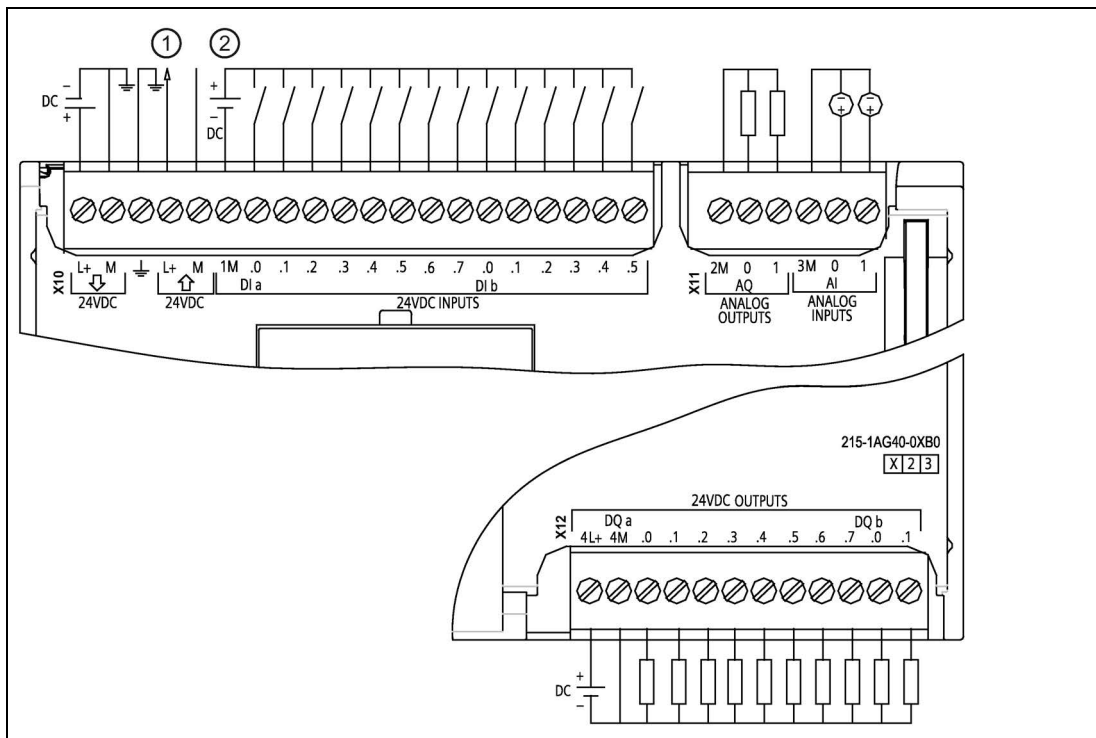 ① ②
− + −
DC + − DC − + − +
X10 L+ M L+ M 1M .0 .1 .2 .3 .4 .5 .6 .7 .0 .1 .2 .3 .4 .5
DI a DI b
24VDC 24VDC 24VDC INPUTS
X11 2M 0 1 3M 0 1
AQ AI
ANALOG OUTPUTS ANALOG INPUTS
215-1AG40-0XB0
X 2 3
24VDC OUTPUTS
X12 DQ a DQ b
4L+ 4M .0 .1 .2 .3 .4 .5 .6 .7 .0 .1
DC + −